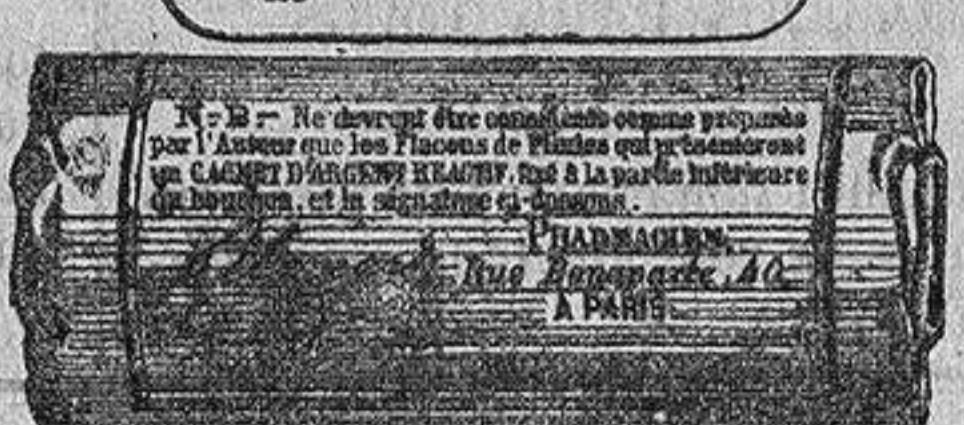 N. B. — Ne devront être considérés comme préparés
par l'Auteur que les Flacons de Pilules qui présenteront
un CACHET D'ARGENT REACTIF, fixé à la partie inférieure
du bouchon, et la signature ci-dessous.
PHARMACIEN,
Rue Bonaparte, 40
A PARIS